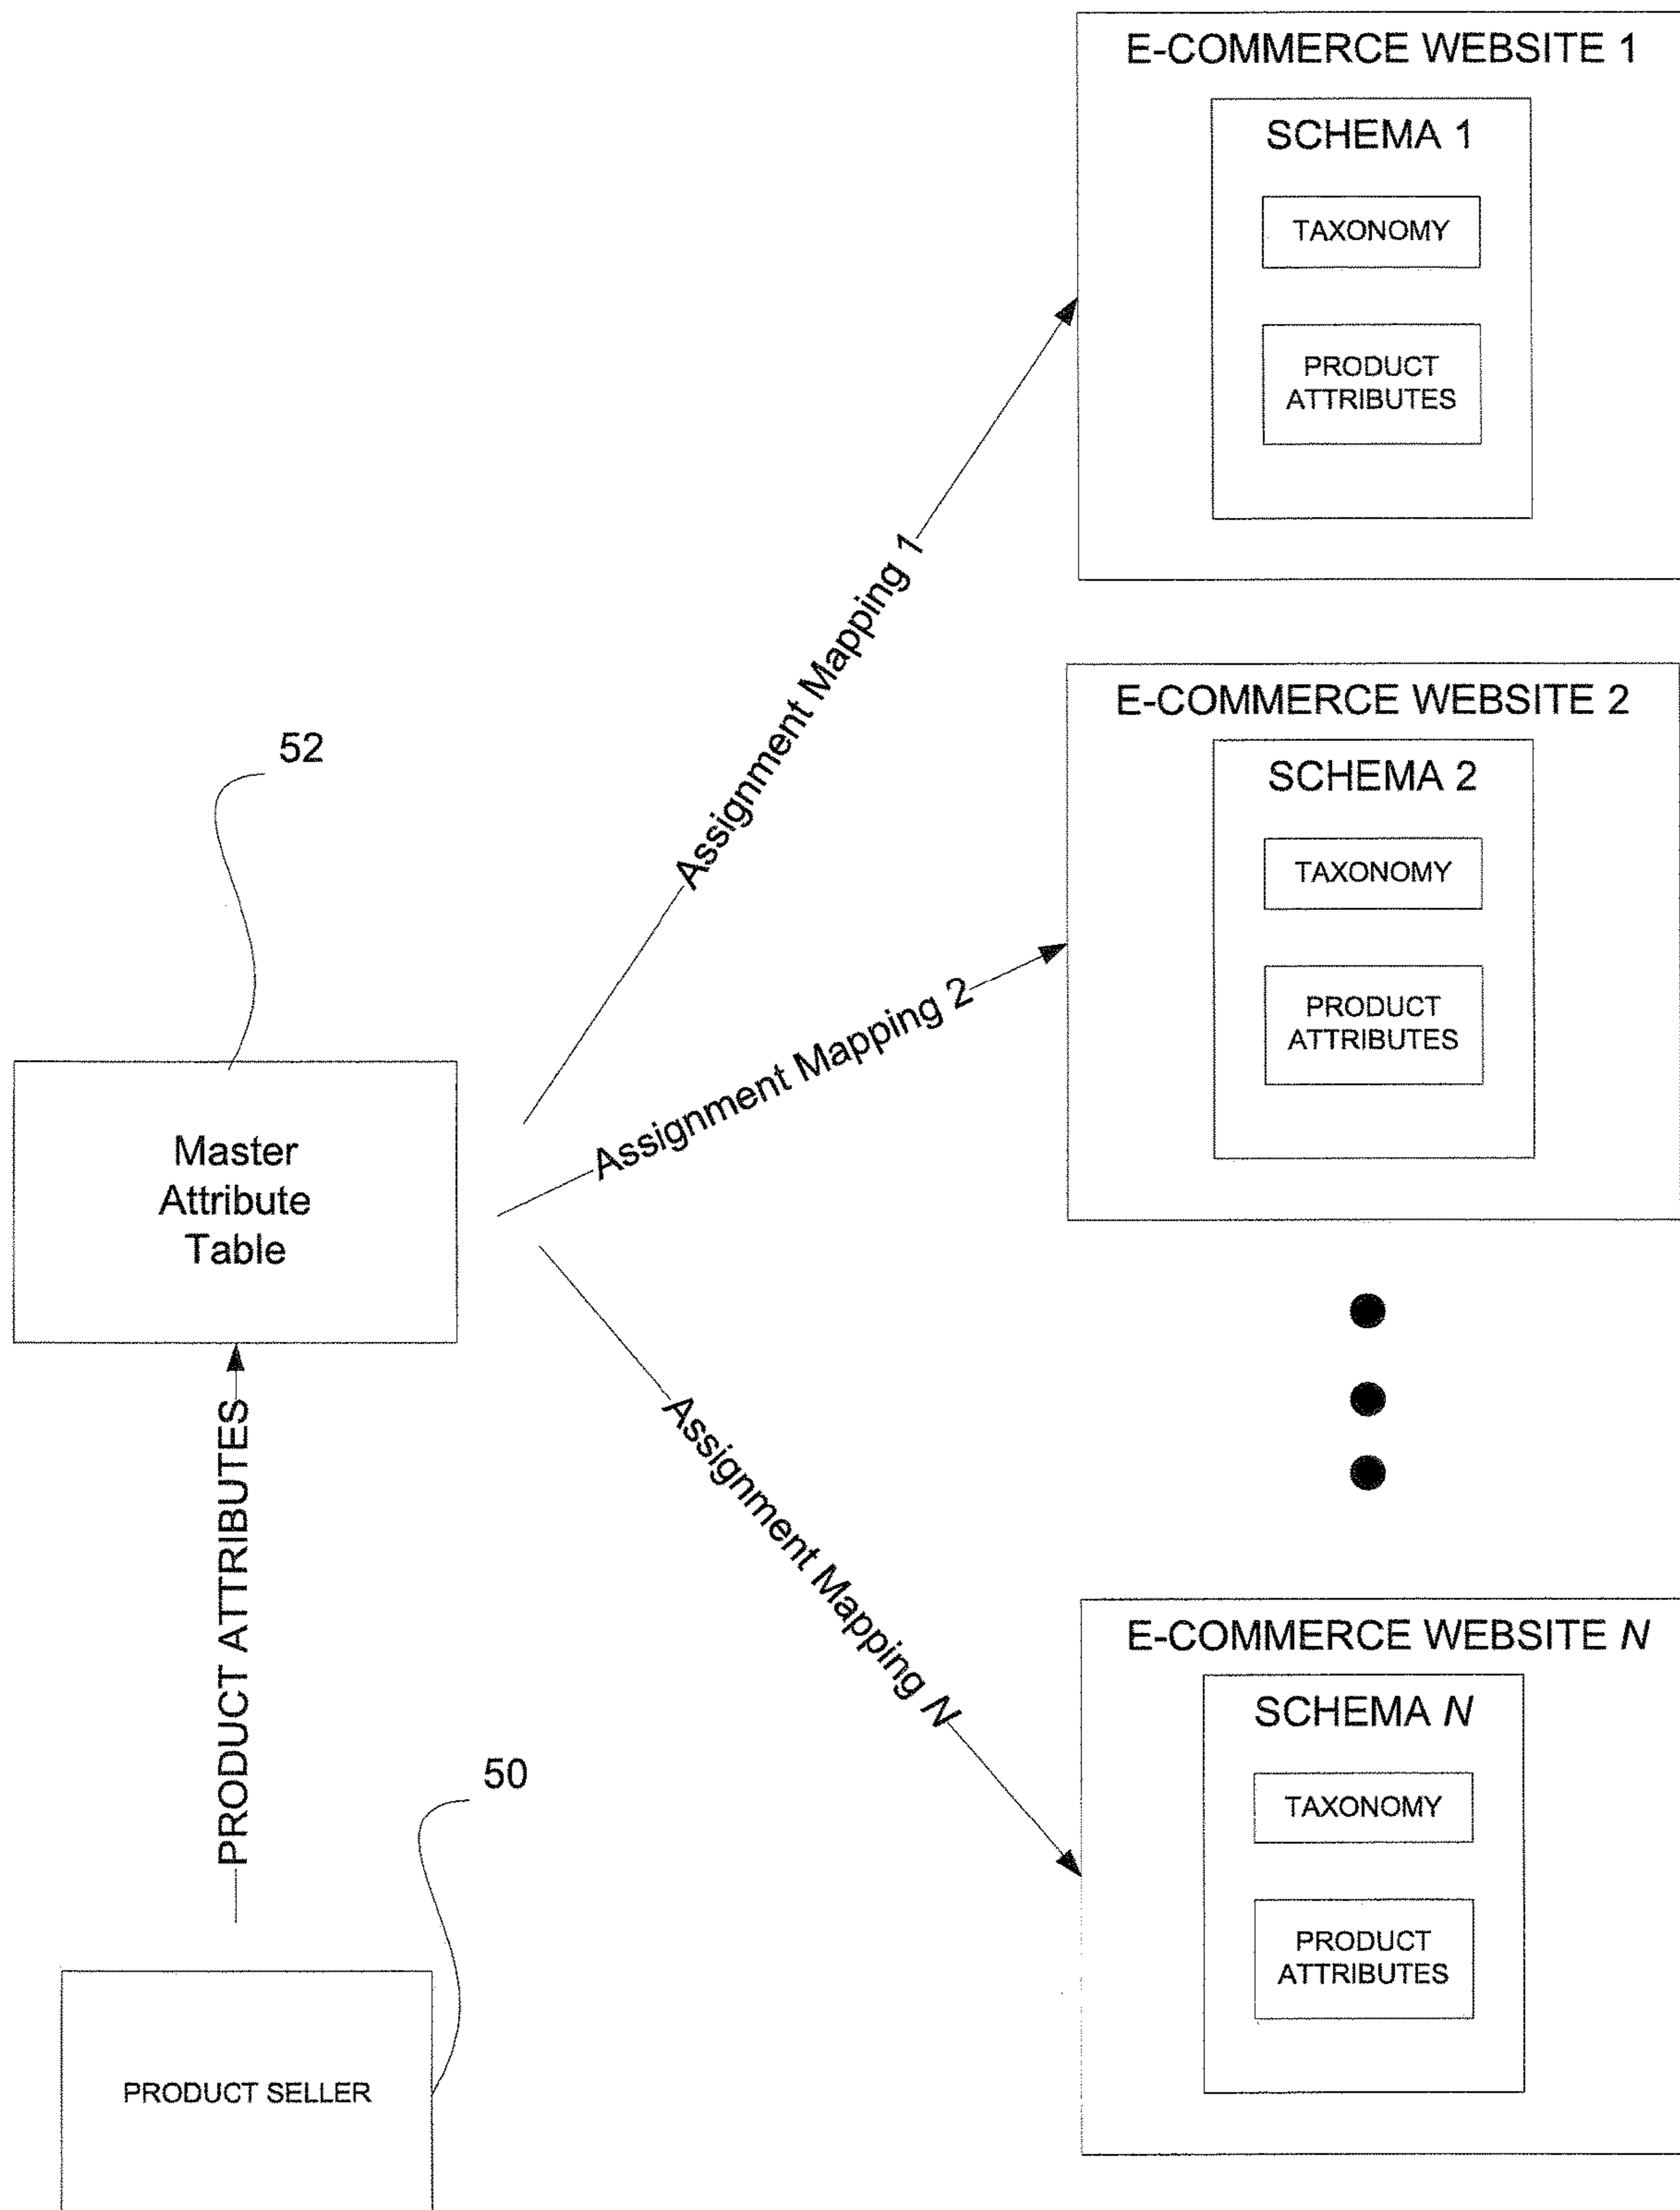 E-COMMERCE WEBSITE 1
SCHEMA 1
TAXONOMY
PRODUCT
ATTRIBUTES
Assignment Mapping 1
E-COMMERCE WEBSITE 2
SCHEMA 2
TAXONOMY
PRODUCT
ATTRIBUTES
52
Assignment Mapping 2
Master
Attribute
Table
Assignment Mapping N
PRODUCT ATTRIBUTES
E-COMMERCE WEBSITE N
SCHEMA N
TAXONOMY
PRODUCT
ATTRIBUTES
50
PRODUCT SELLER